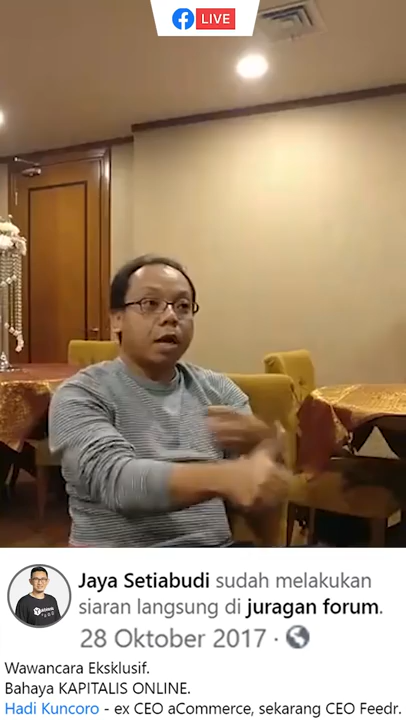 LIVE
Jaya Setiabudi sudah melakukan
siaran langsung di juragan forum.
28 Oktober 2017 ·
Wawancara Eksklusif.
Bahaya KAPITALIS ONLINE.
Hadi Kuncoro - ex CEO aCommerce, sekarang CEO Feedr.